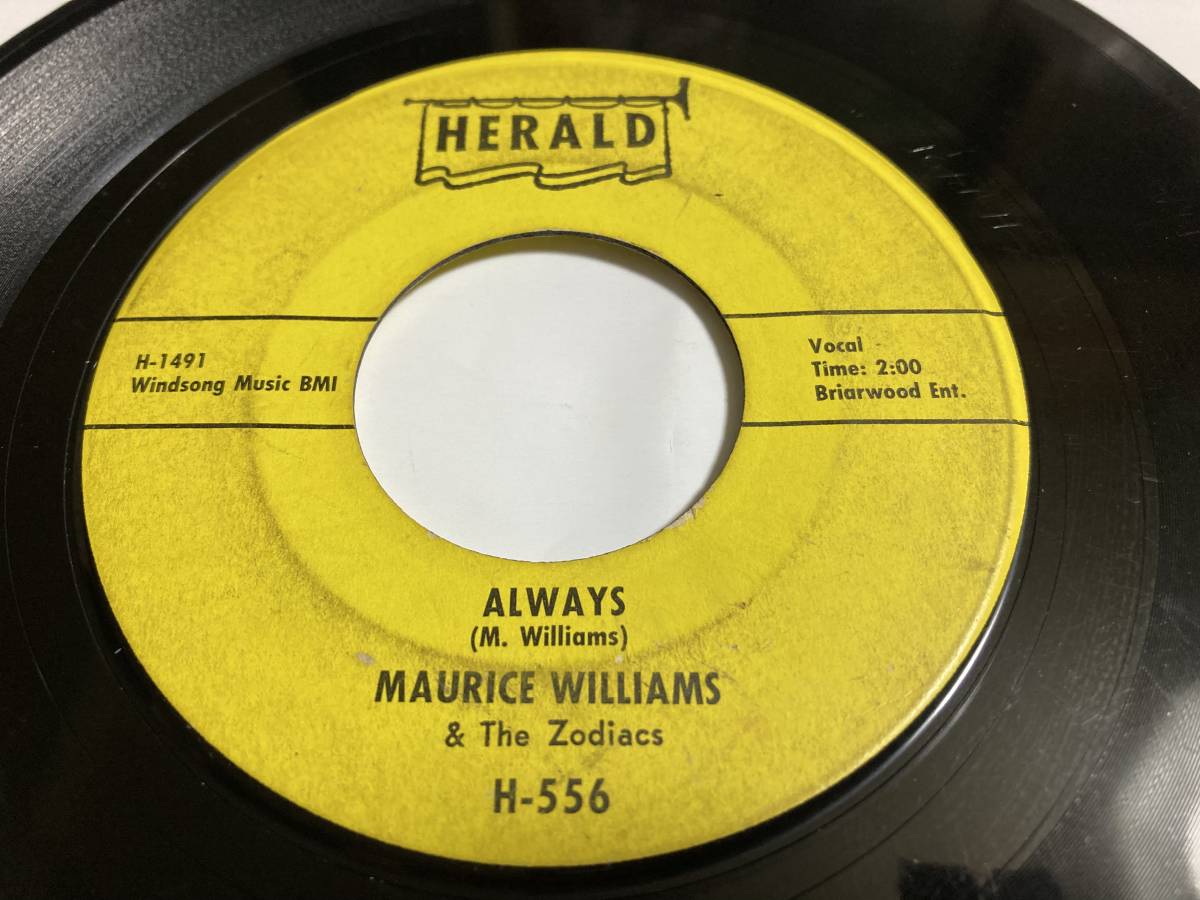 HERALD
H-1491
Windsong Music BMI
Vocal
Time: 2:00
Briarwood Ent.
ALWAYS
(M. Williams)
MAURICE WILLIAMS
& The Zodiacs
H-556